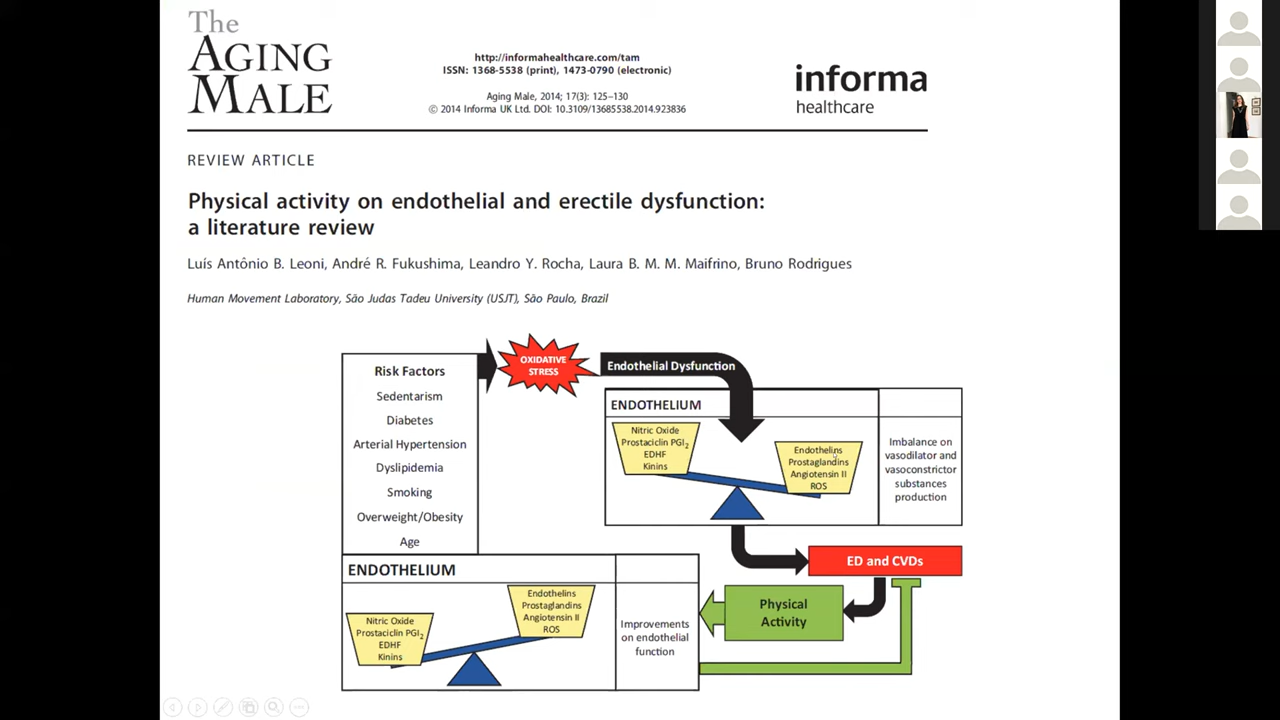 The
AGING
MALE
http://informahealthcare.com/tam
ISSN: 1368-5538 (print), 1473-0790 (electronic)
Aging Male, 2014; 17(3): 125–130
© 2014 Informa UK Ltd. DOI: 10.3109/13685538.2014.923836
informa
healthcare
REVIEW ARTICLE
Physical activity on endothelial and erectile dysfunction:
a literature review
Luís Antônio B. Leoni, André R. Fukushima, Leandro Y. Rocha, Laura B. M. M. Maifrino, Bruno Rodrigues
Human Movement Laboratory, São Judas Tadeu University (USJT), São Paulo, Brazil
Risk Factors
Sedentarism
Diabetes
Arterial Hypertension
Dyslipidemia
Smoking
Overweight/Obesity
Age
OXIDATIVE
STRESS
Endothelial Dysfunction
ENDOTHELIUM
Nitric Oxide
Prostaciclin PGI2
EDHF
Kinins
Endothelins
Prostaglandins
Angiotensin II
ROS
Imbalance on
vasodilator and
vasoconstrictor
substances
production
ED and CVDs
Physical
Activity
ENDOTHELIUM
Nitric Oxide
Prostaciclin PGI2
EDHF
Kinins
Endothelins
Prostaglandins
Angiotensin II
ROS
Improvements
on endothelial
function